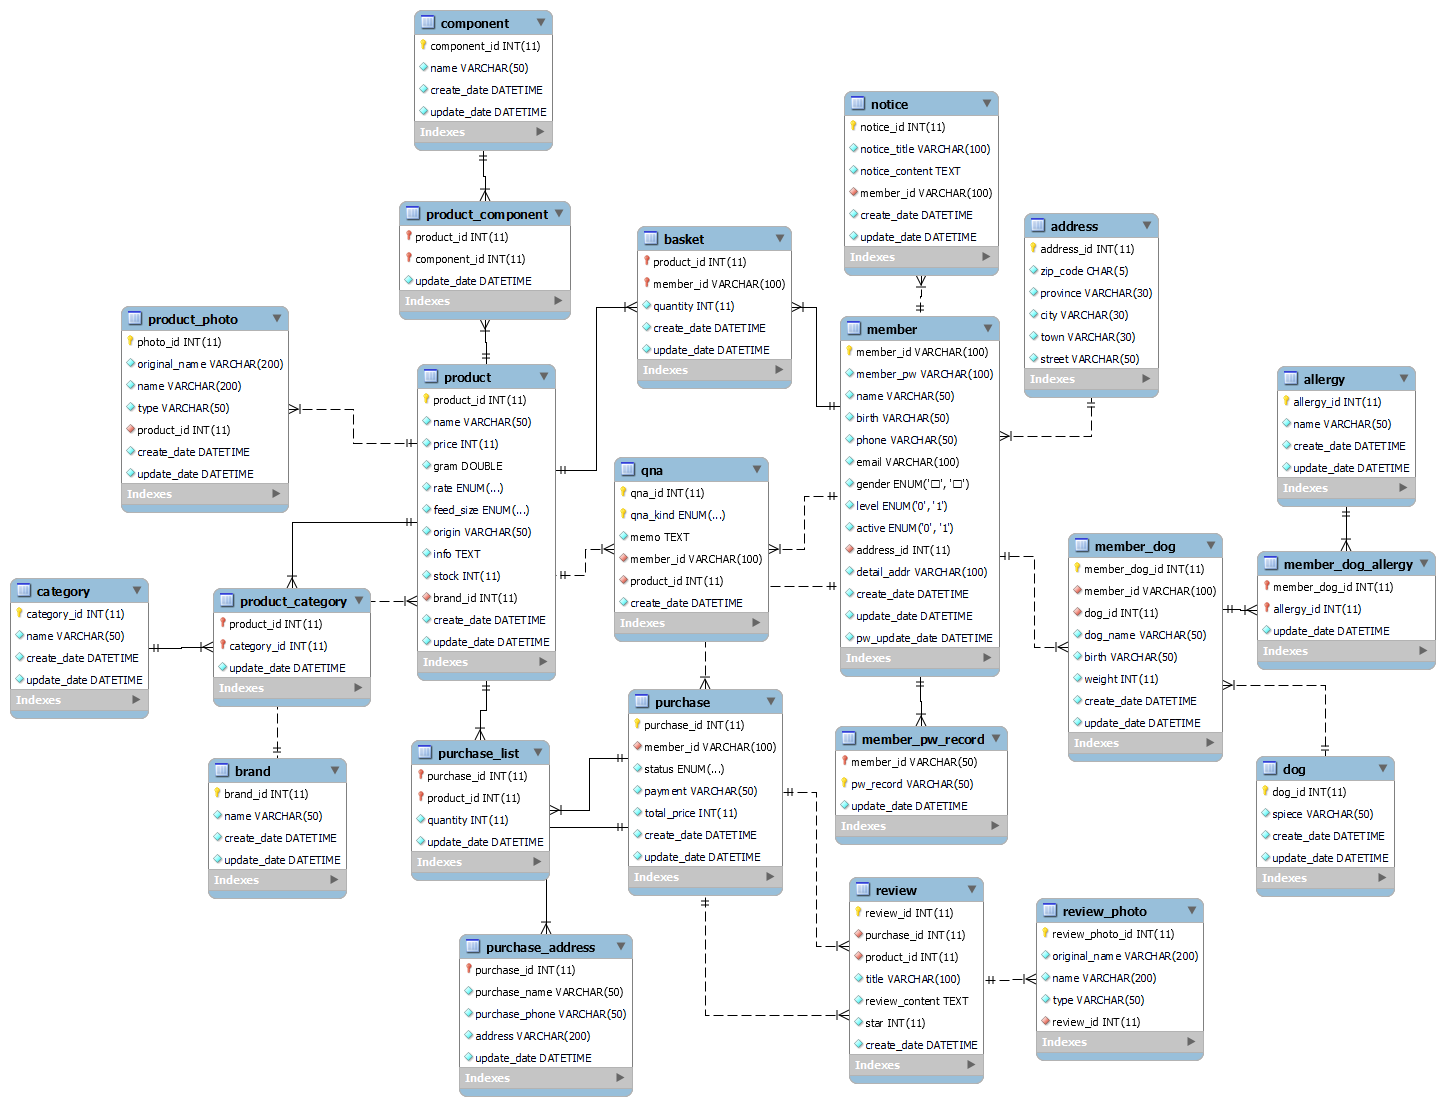 component
component_id INT(11)
name VARCHAR(50)
create_date DATETIME
update_date DATETIME
Indexes
notice
notice_id INT(11)
notice_title VARCHAR(100)
notice_content TEXT
member_id VARCHAR(100)
create_date DATETIME
update_date DATETIME
Indexes
product_component
product_id INT(11)
component_id INT(11)
update_date DATETIME
Indexes
basket
product_id INT(11)
member_id VARCHAR(100)
quantity INT(11)
create_date DATETIME
update_date DATETIME
Indexes
address
address_id INT(11)
zip_code CHAR(5)
province VARCHAR(30)
city VARCHAR(30)
town VARCHAR(30)
street VARCHAR(50)
Indexes
product_photo
photo_id INT(11)
original_name VARCHAR(200)
name VARCHAR(200)
type VARCHAR(50)
product_id INT(11)
create_date DATETIME
update_date DATETIME
Indexes
product
product_id INT(11)
name VARCHAR(50)
price INT(11)
gram DOUBLE
rate ENUM(...)
feed_size ENUM(...)
origin VARCHAR(50)
info TEXT
stock INT(11)
brand_id INT(11)
create_date DATETIME
update_date DATETIME
Indexes
member
member_id VARCHAR(100)
member_pw VARCHAR(100)
name VARCHAR(50)
birth VARCHAR(50)
phone VARCHAR(50)
email VARCHAR(100)
gender ENUM('□', '□')
level ENUM('0', '1')
active ENUM('0', '1')
address_id INT(11)
detail_addr VARCHAR(100)
create_date DATETIME
update_date DATETIME
pw_update_date DATETIME
Indexes
allergy
allergy_id INT(11)
name VARCHAR(50)
create_date DATETIME
update_date DATETIME
Indexes
qna
qna_id INT(11)
qna_kind ENUM(...)
memo TEXT
member_id VARCHAR(100)
product_id INT(11)
create_date DATETIME
Indexes
category
category_id INT(11)
name VARCHAR(50)
create_date DATETIME
update_date DATETIME
Indexes
product_category
product_id INT(11)
category_id INT(11)
update_date DATETIME
Indexes
member_dog
member_dog_id INT(11)
member_id VARCHAR(100)
dog_id INT(11)
dog_name VARCHAR(50)
birth VARCHAR(50)
weight INT(11)
create_date DATETIME
update_date DATETIME
Indexes
member_dog_allergy
member_dog_id INT(11)
allergy_id INT(11)
update_date DATETIME
Indexes
brand
brand_id INT(11)
name VARCHAR(50)
create_date DATETIME
update_date DATETIME
Indexes
purchase_list
purchase_id INT(11)
product_id INT(11)
quantity INT(11)
update_date DATETIME
Indexes
purchase
purchase_id INT(11)
member_id VARCHAR(100)
status ENUM(...)
payment VARCHAR(50)
total_price INT(11)
create_date DATETIME
update_date DATETIME
Indexes
member_pw_record
member_id VARCHAR(50)
pw_record VARCHAR(50)
update_date DATETIME
Indexes
dog
dog_id INT(11)
spiece VARCHAR(50)
create_date DATETIME
update_date DATETIME
Indexes
purchase_address
purchase_id INT(11)
purchase_name VARCHAR(50)
purchase_phone VARCHAR(50)
address VARCHAR(200)
update_date DATETIME
Indexes
review
review_id INT(11)
purchase_id INT(11)
product_id INT(11)
title VARCHAR(100)
review_content TEXT
star INT(11)
create_date DATETIME
Indexes
review_photo
review_photo_id INT(11)
original_name VARCHAR(200)
name VARCHAR(200)
type VARCHAR(50)
review_id INT(11)
Indexes